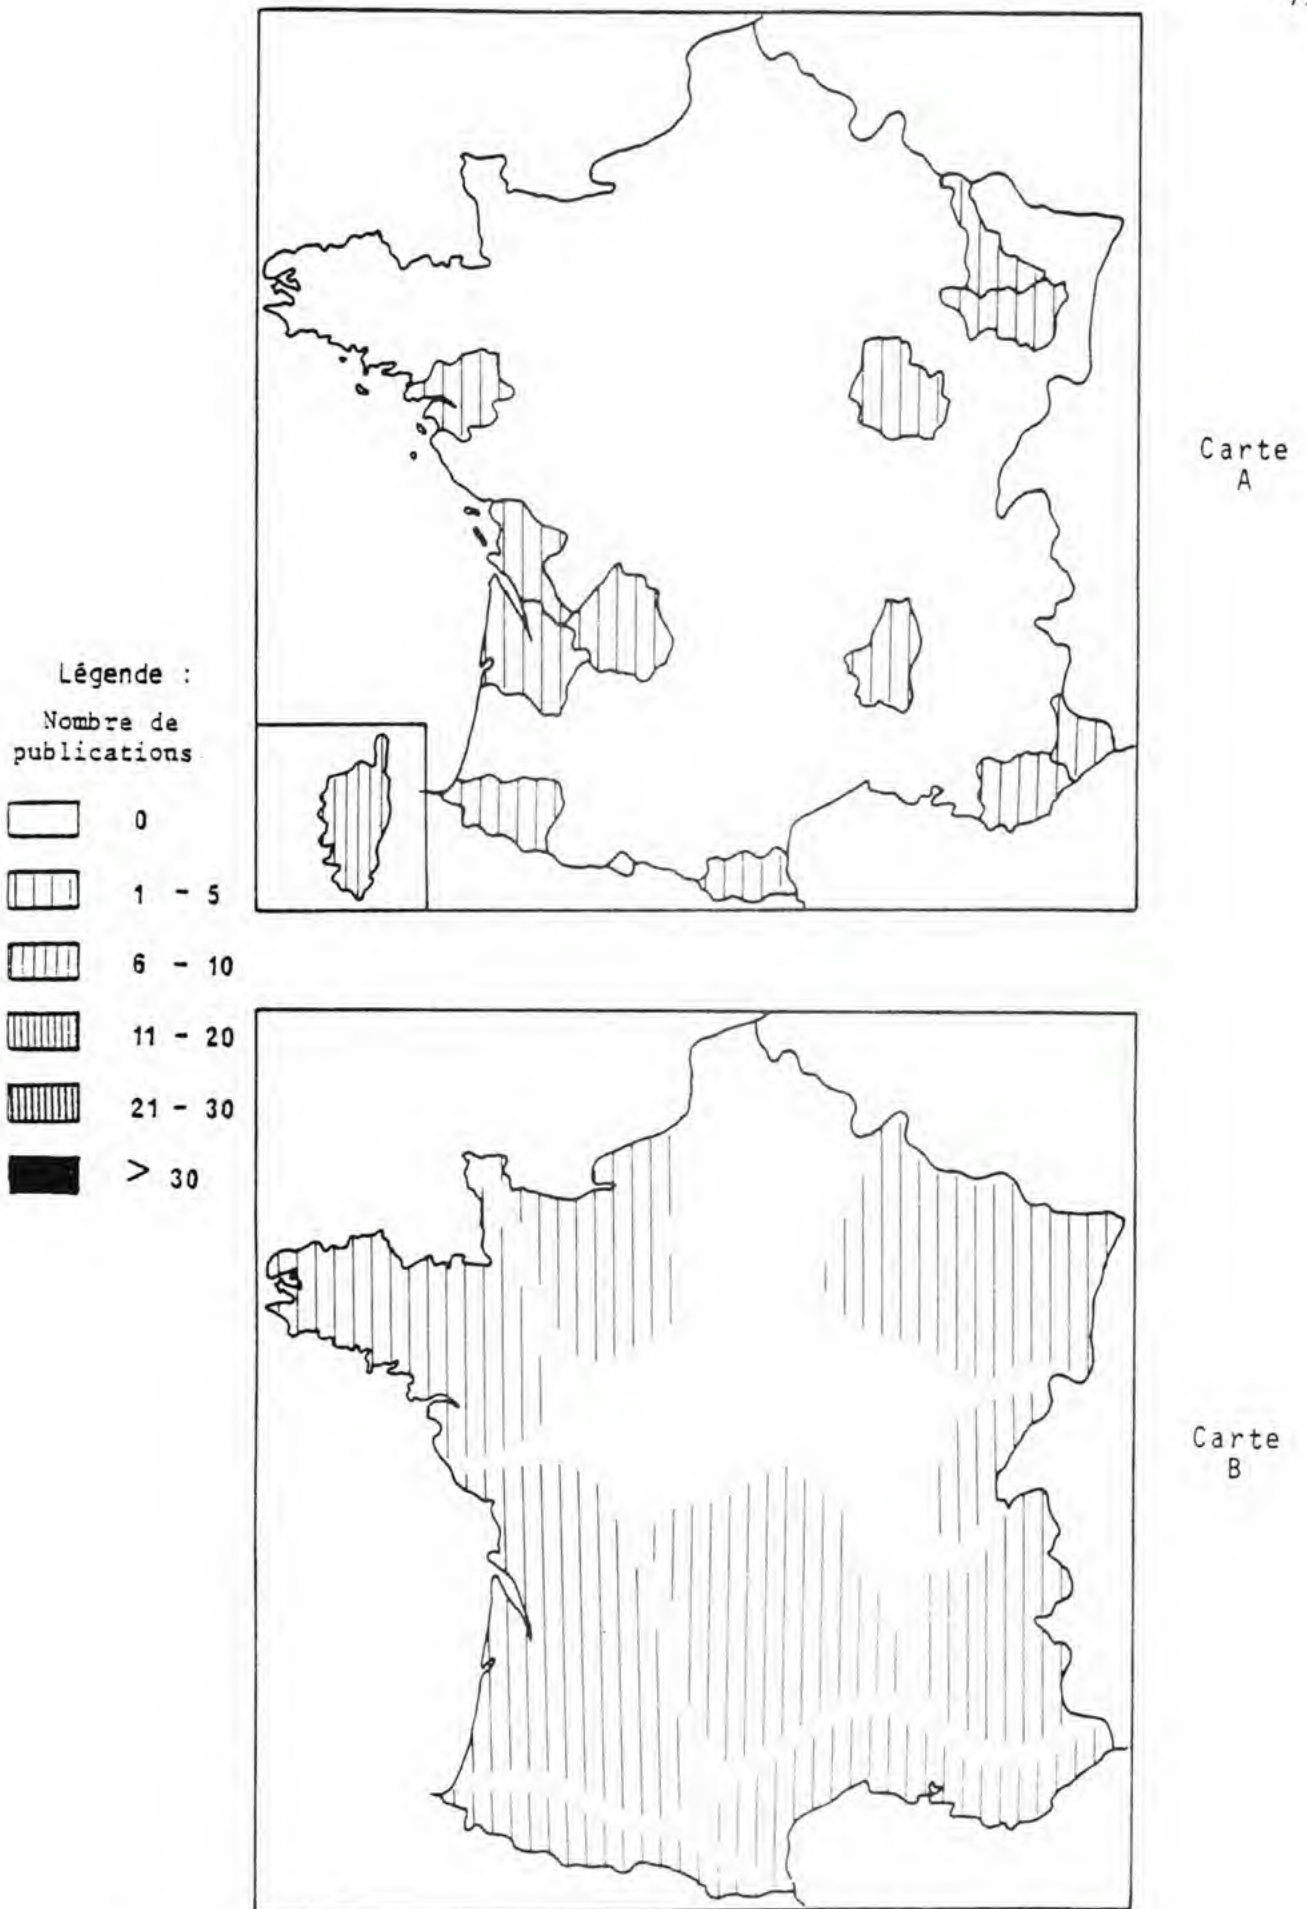 Carte
A
Légende :
Nombre de
publications
0
1 - 5
6 - 10
11 - 20
21 - 30
> 30
Carte
B